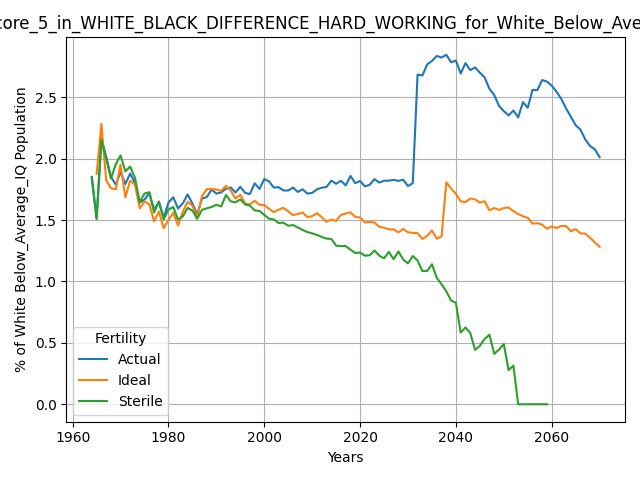 core_5_in_WHITE_BLACK_DIFFERENCE_HARD_WORKING_for_White_Below_Ave
% of White Below_Average_IQ Population
2.5
2.0
1.5
1.0
0.5
0.0
Fertility
Actual
Ideal
Sterile
1960
1980
2000
2020
2040
2060
Years